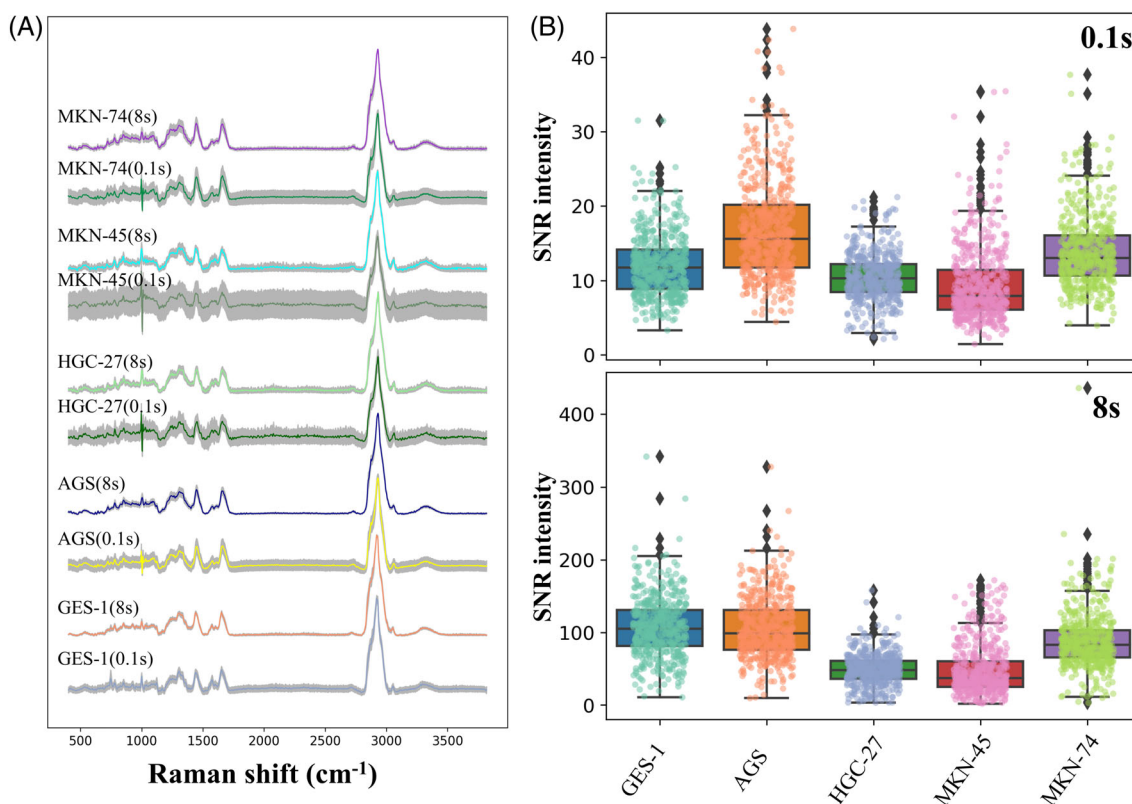 (A)
MKN-74(8s)
MKN-74(0.1s)
MKN-45(8s)
MKN-45(0.1s)
HGC-27(8s)
HGC-27(0.1s)
AGS(8s)
AGS(0.1s)
GES-1(8s)
GES-1(0.1s)
500 1000 1500 2000 2500 3000 3500
Raman shift (cm⁻¹)
(B)
0.1s
40
30
20
10
0
SNR intensity
8s
400
300
200
100
0
SNR intensity
GES-1
AGS
HGC-27
MKN-45
MKN-74